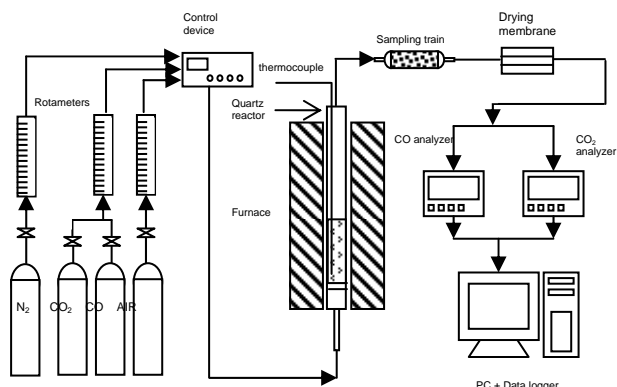 Control
device
Sampling train
Drying
membrane
thermocouple
Rotameters
Quartz
reactor
CO analyzer
CO₂
analyzer
Furnace
N₂
CO₂
CO
AIR
PC + Data logger